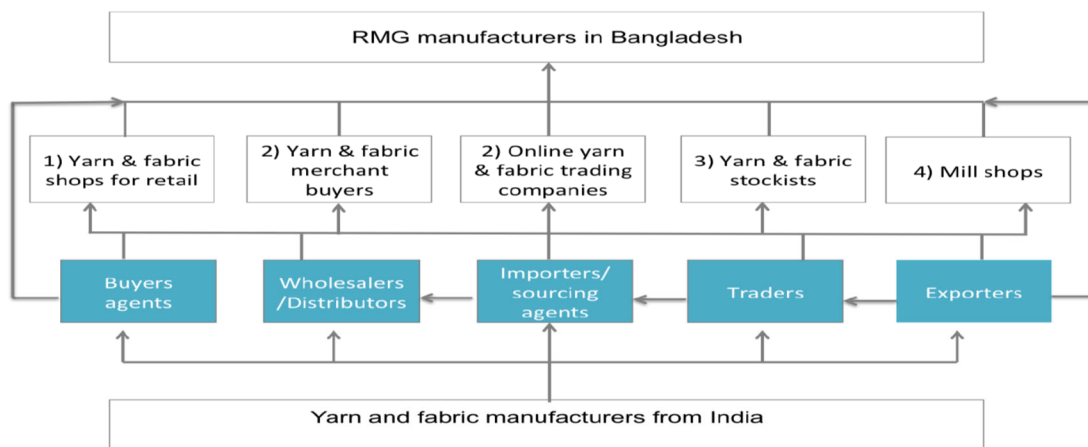 RMG manufacturers in Bangladesh
1) Yarn & fabric
shops for retail
2) Yarn & fabric
merchant
buyers
2) Online yarn
& fabric trading
companies
3) Yarn & fabric
stockists
4) Mill shops
Buyers
agents
Wholesalers
/Distributors
Importers/
sourcing
agents
Traders
Exporters
Yarn and fabric manufacturers from India